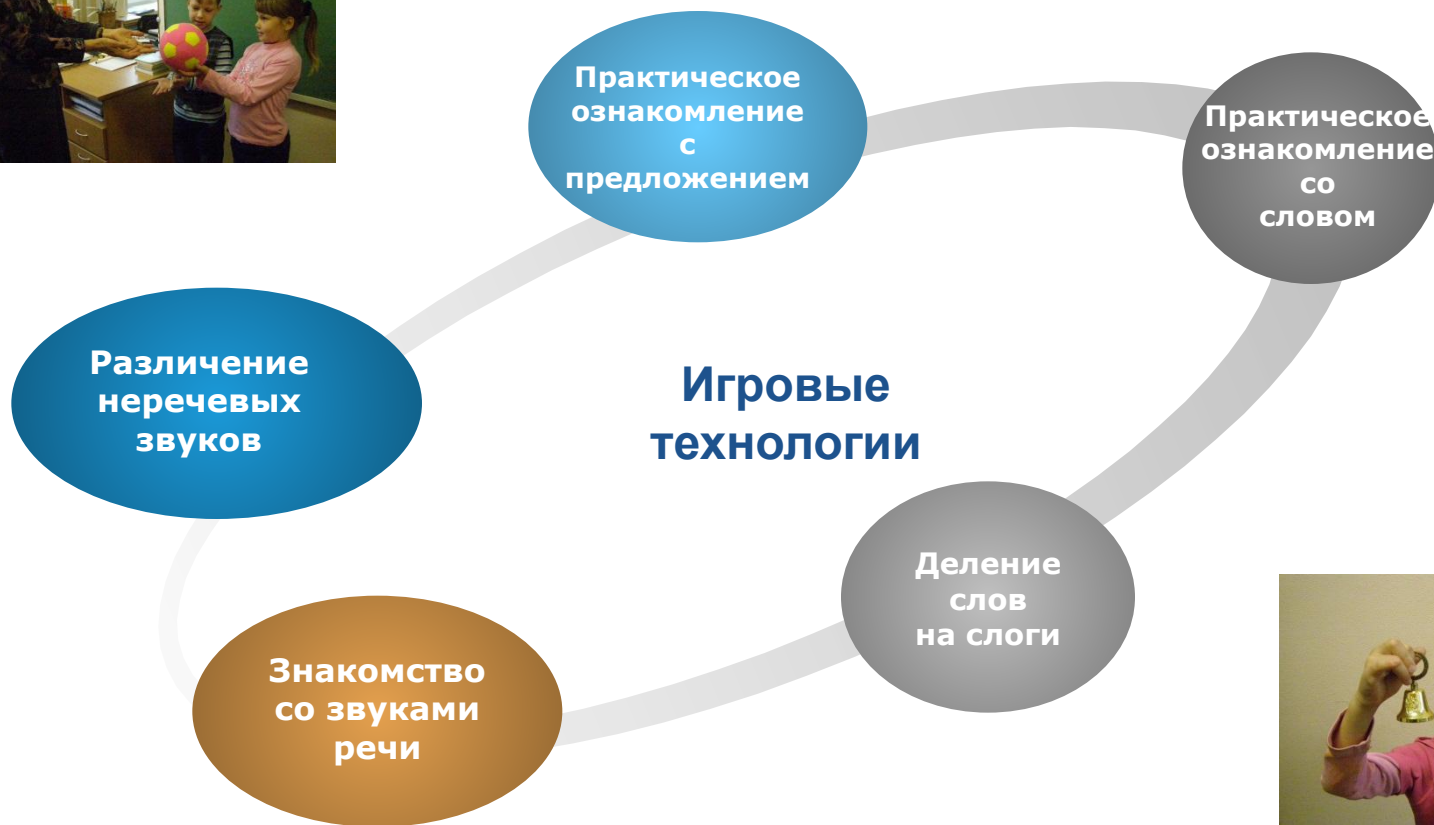 Практическое
ознакомление
с
предложением
Практическое
ознакомление
со
словом
Различение
неречевых
звуков
Игровые
технологии
Деление
слов
на слоги
Знакомство
со звуками
речи